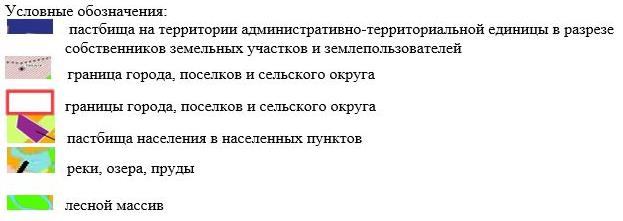 Условные обозначения:
пастбища на территории административно-территориальной единицы в разрезе
собственников земельных участков и землепользователей
граница города, поселков и сельского округа
границы города, поселков и сельского округа
пастбища населения в населенных пунктов
реки, озера, пруды
лесной массив